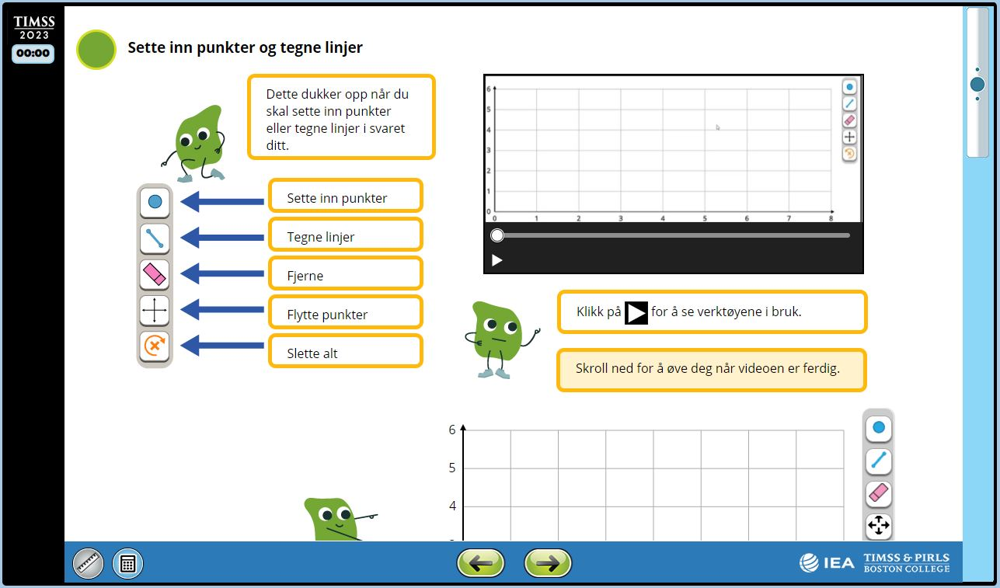 TIMSS
2023
00:00
Sette inn punkter og tegne linjer
Dette dukker opp når du
skal sette inn punkter
eller tegne linjer i svaret
ditt.
Sette inn punkter
Tegne linjer
Fjerne
Flytte punkter
Slette alt
6
5
4
3
2
1
0
0 1 2 3 4 5 6 7 8
Klikk på for å se verktøyene i bruk.
Skroll ned for å øve deg når videoen er ferdig.
6
5
4
IEA
TIMSS & PIRLS
BOSTON COLLEGE